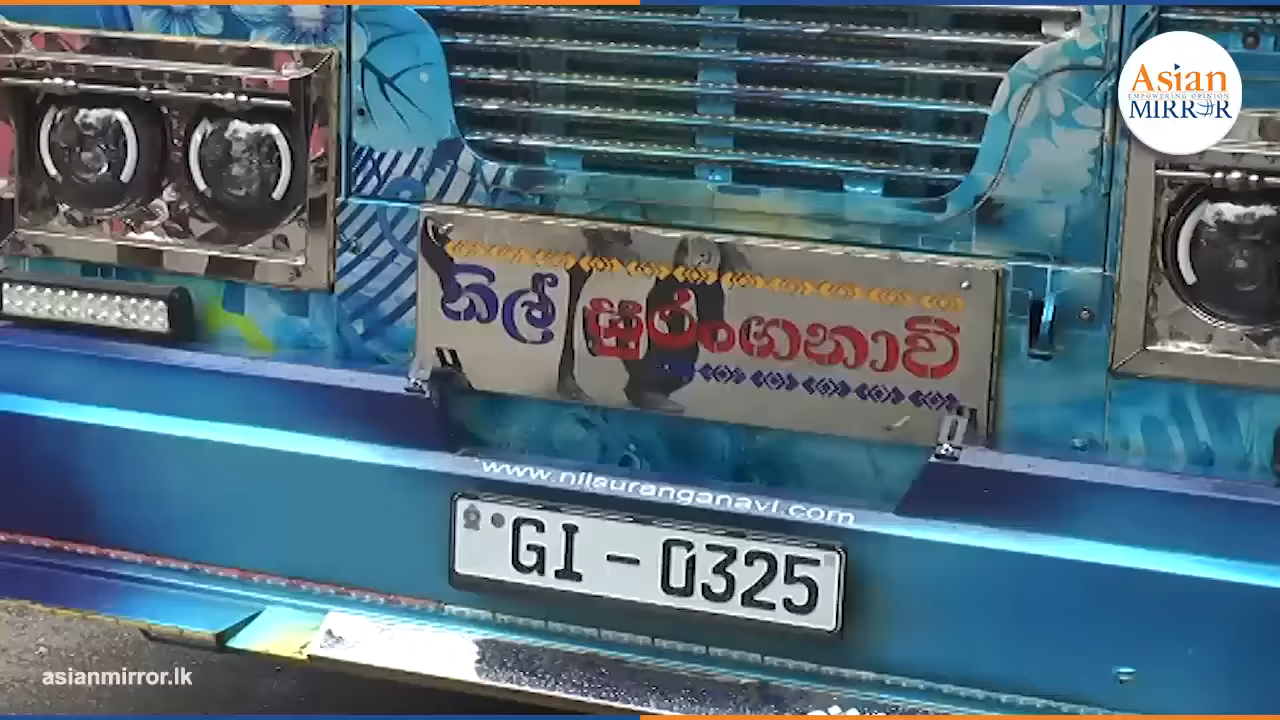 Asian
EMPOWERING OPINION
MIRROR
නිල් සුරංගනාවී
www.nilsuranganavi.com
GI - 0325
asianmirror.lk